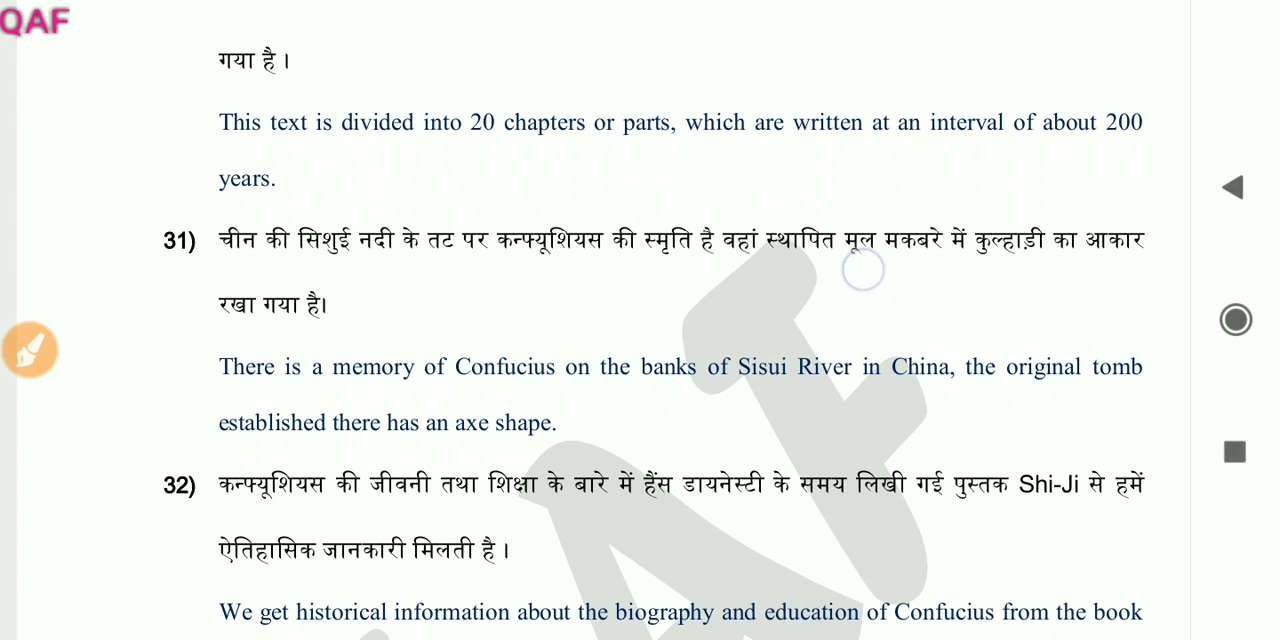 QAF
गया है ।
This text is divided into 20 chapters or parts, which are written at an interval of about 200
years.
31) चीन की सिशुई नदी के तट पर कन्फ्यूशियस की स्मृति है वहां स्थापित मूल मकबरे में कुल्हाड़ी का आकार
रखा गया है।
There is a memory of Confucius on the banks of Sisui River in China, the original tomb
established there has an axe shape.
32) कन्फ्यूशियस की जीवनी तथा शिक्षा के बारे में हैंस डायनेस्टी के समय लिखी गई पुस्तक Shi-Ji से हमें
ऐतिहासिक जानकारी मिलती है ।
We get historical information about the biography and education of Confucius from the book